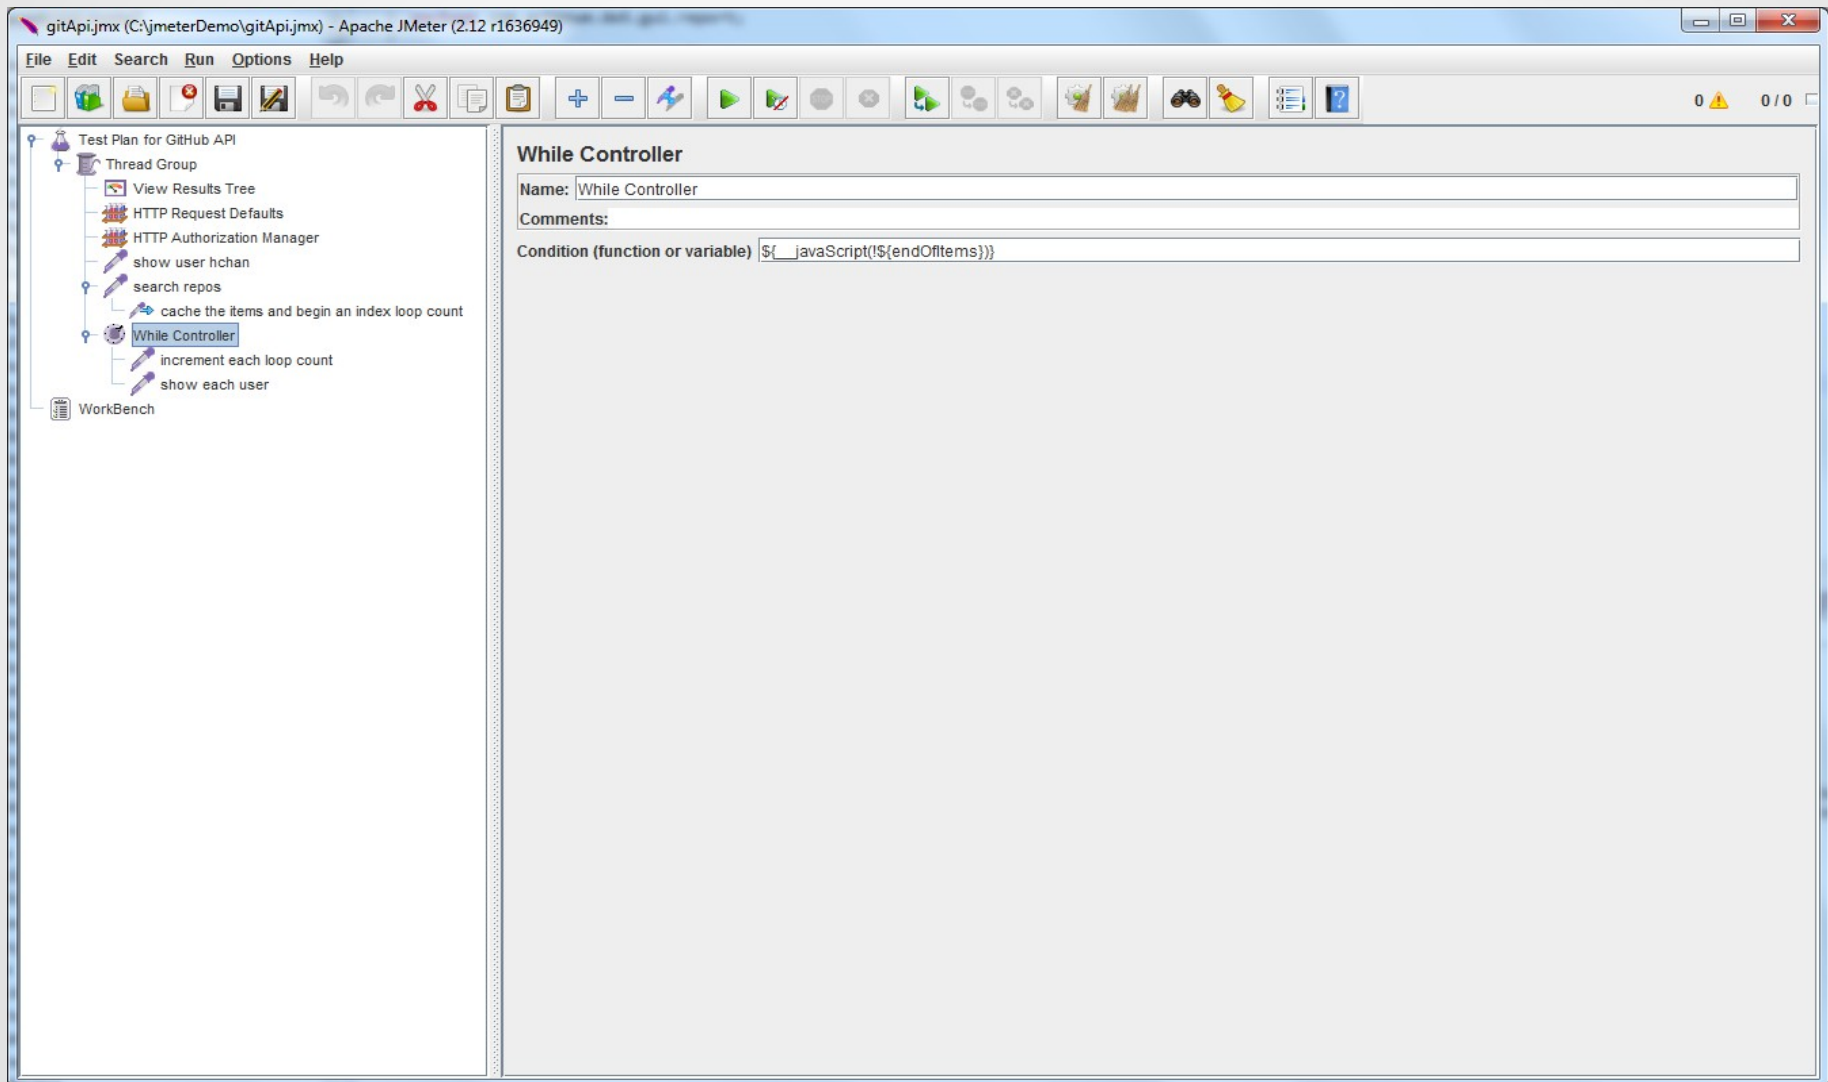 gitApi.jmx (C:\jmeterDemo\gitApi.jmx) - Apache JMeter (2.12 r1636949)
File Edit Search Run Options Help
0 0 / 0
Test Plan for GitHub API
Thread Group
View Results Tree
HTTP Request Defaults
HTTP Authorization Manager
show user hchan
search repos
cache the items and begin an index loop count
While Controller
increment each loop count
show each user
WorkBench
While Controller
Name: While Controller
Comments:
Condition (function or variable) ${__javaScript(!${endOfItems})}